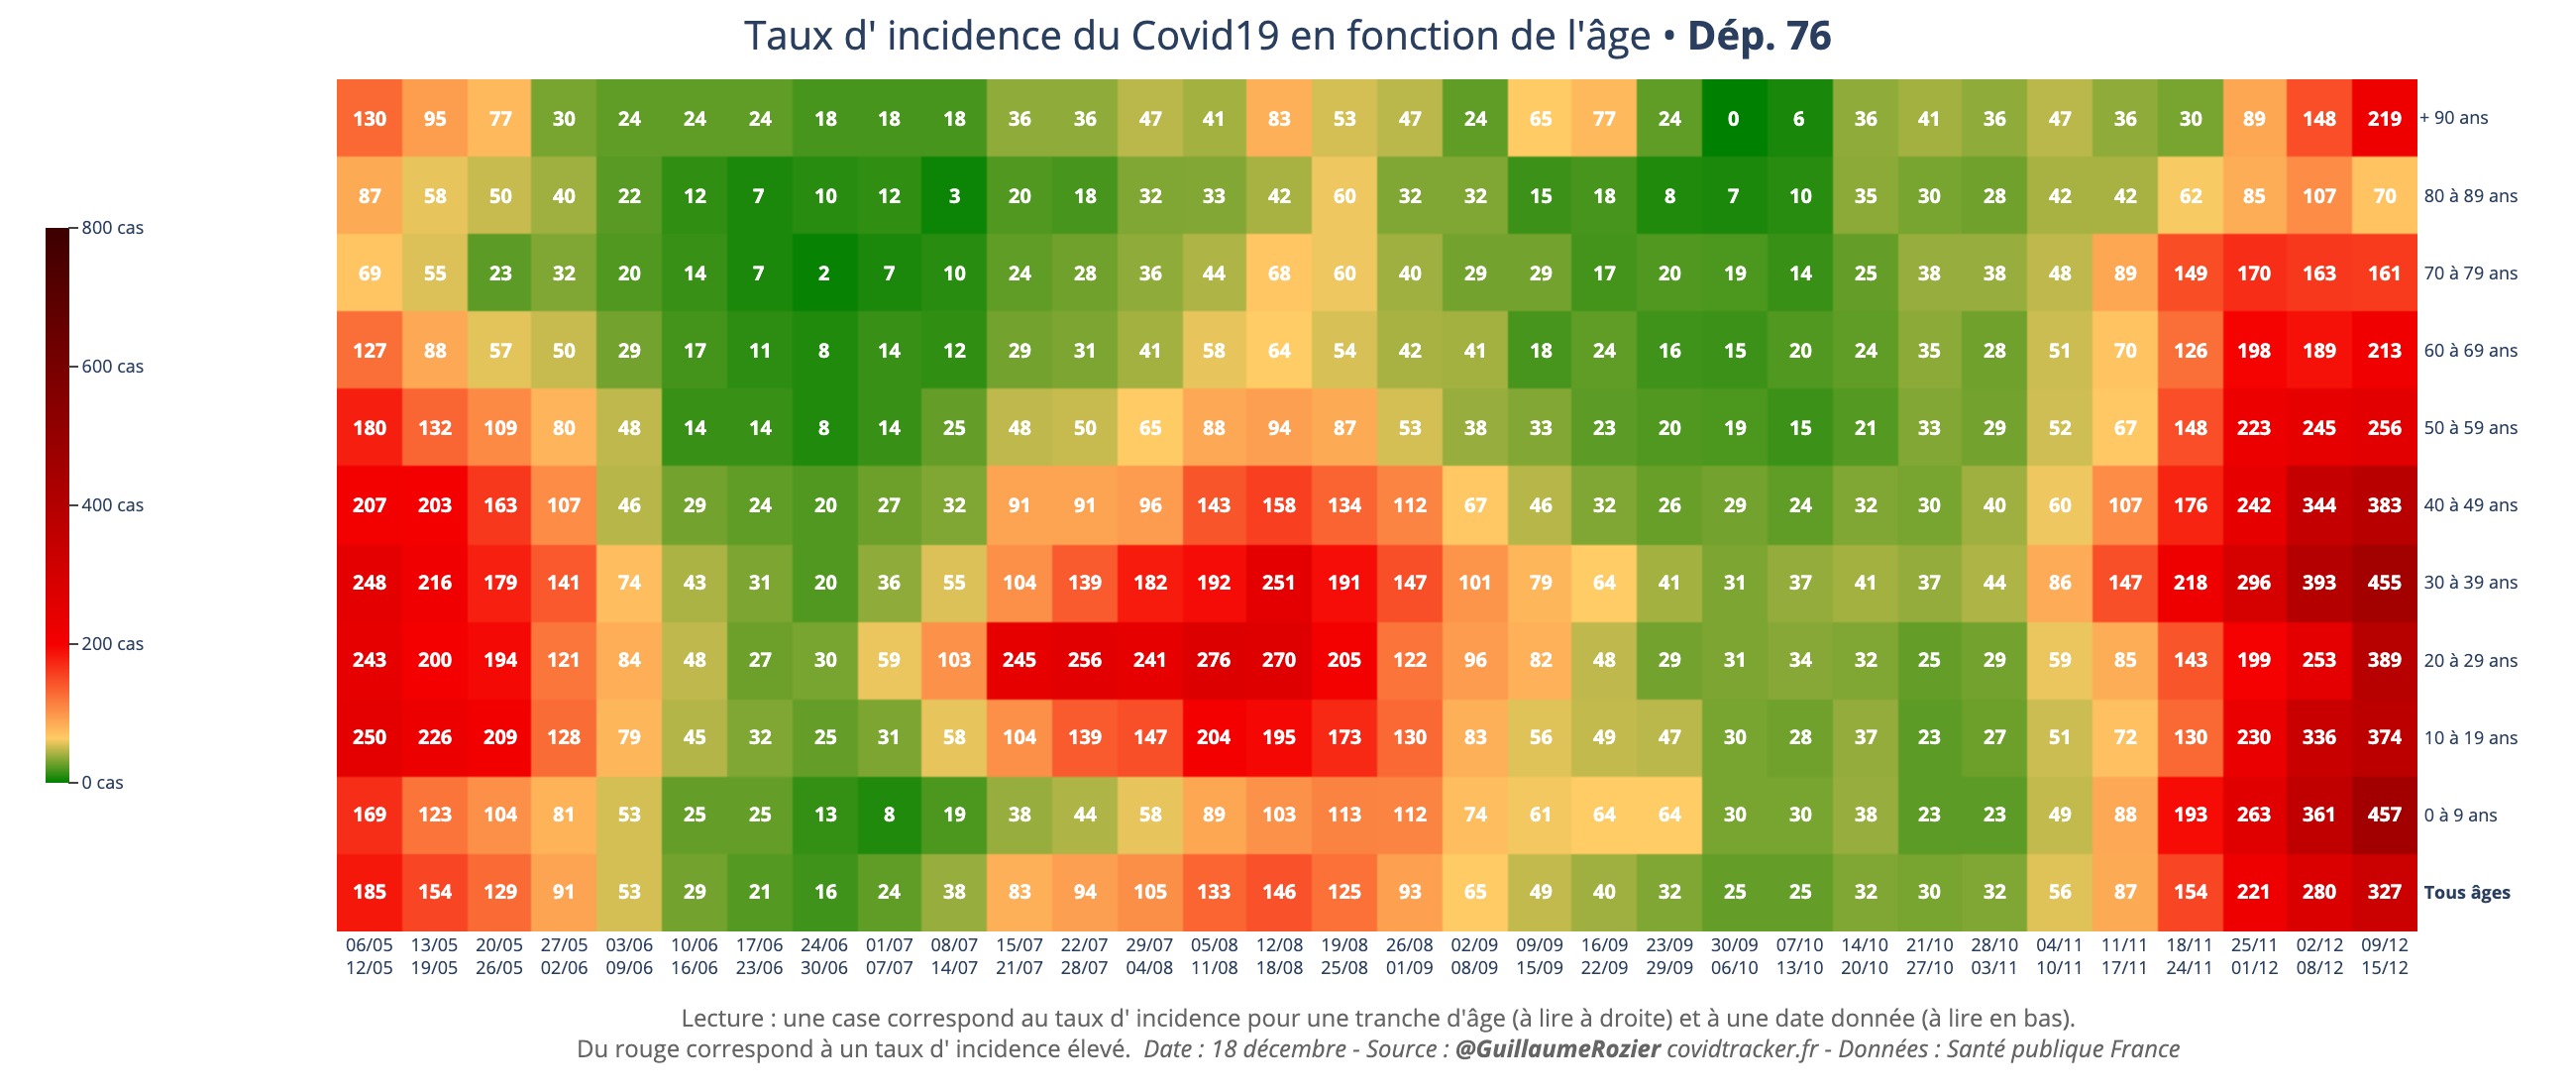 Taux d' incidence du Covid19 en fonction de l'âge • Dép. 76
800 cas
600 cas
400 cas
200 cas
0 cas
130 95 77 30 24 24 24 18 18 18 36 36 47 41 83 53 47 24 65 77 24 0 6 36 41 36 47 36 30 89 148 219 + 90 ans
87 58 50 40 22 12 7 10 12 3 20 18 32 33 42 60 32 32 15 18 8 7 10 35 30 28 42 42 62 85 107 70 80 à 89 ans
69 55 23 32 20 14 7 2 7 10 24 28 36 44 68 60 40 29 29 17 20 19 14 25 38 38 48 89 149 170 163 161 70 à 79 ans
127 88 57 50 29 17 11 8 14 12 29 31 41 58 64 54 42 41 18 24 16 15 20 24 35 28 51 70 126 198 189 213 60 à 69 ans
180 132 109 80 48 14 14 8 14 25 48 50 65 88 94 87 53 38 33 23 20 19 15 21 33 29 52 67 148 223 245 256 50 à 59 ans
207 203 163 107 46 29 24 20 27 32 91 91 96 143 158 134 112 67 46 32 26 29 24 32 30 40 60 107 176 242 344 383 40 à 49 ans
248 216 179 141 74 43 31 20 36 55 104 139 182 192 251 191 147 101 79 64 41 31 37 41 37 44 86 147 218 296 393 455 30 à 39 ans
243 200 194 121 84 48 27 30 59 103 245 256 241 276 270 205 122 96 82 48 29 31 34 32 25 29 59 85 143 199 253 389 20 à 29 ans
250 226 209 128 79 45 32 25 31 58 104 139 147 204 195 173 130 83 56 49 47 30 28 37 23 27 51 72 130 230 336 374 10 à 19 ans
169 123 104 81 53 25 25 13 8 19 38 44 58 89 103 113 112 74 61 64 64 30 30 38 23 23 49 88 193 263 361 457 0 à 9 ans
185 154 129 91 53 29 21 16 24 38 83 94 105 133 146 125 93 65 49 40 32 25 25 32 30 32 56 87 154 221 280 327 Tous âges
06/05 13/05 20/05 27/05 03/06 10/06 17/06 24/06 01/07 08/07 15/07 22/07 29/07 05/08 12/08 19/08 26/08 02/09 09/09 16/09 23/09 30/09 07/10 14/10 21/10 28/10 04/11 11/11 18/11 25/11 02/12 09/12
12/05 19/05 26/05 02/06 09/06 16/06 23/06 30/06 07/07 14/07 21/07 28/07 04/08 11/08 18/08 25/08 01/09 08/09 15/09 22/09 29/09 06/10 13/10 20/10 27/10 03/11 10/11 17/11 24/11 01/12 08/12 15/12
Lecture : une case correspond au taux d' incidence pour une tranche d'âge (à lire à droite) et à une date donnée (à lire en bas).
Du rouge correspond à un taux d' incidence élevé. Date : 18 décembre - Source : @GuillaumeRozier covidtracker.fr - Données : Santé publique France